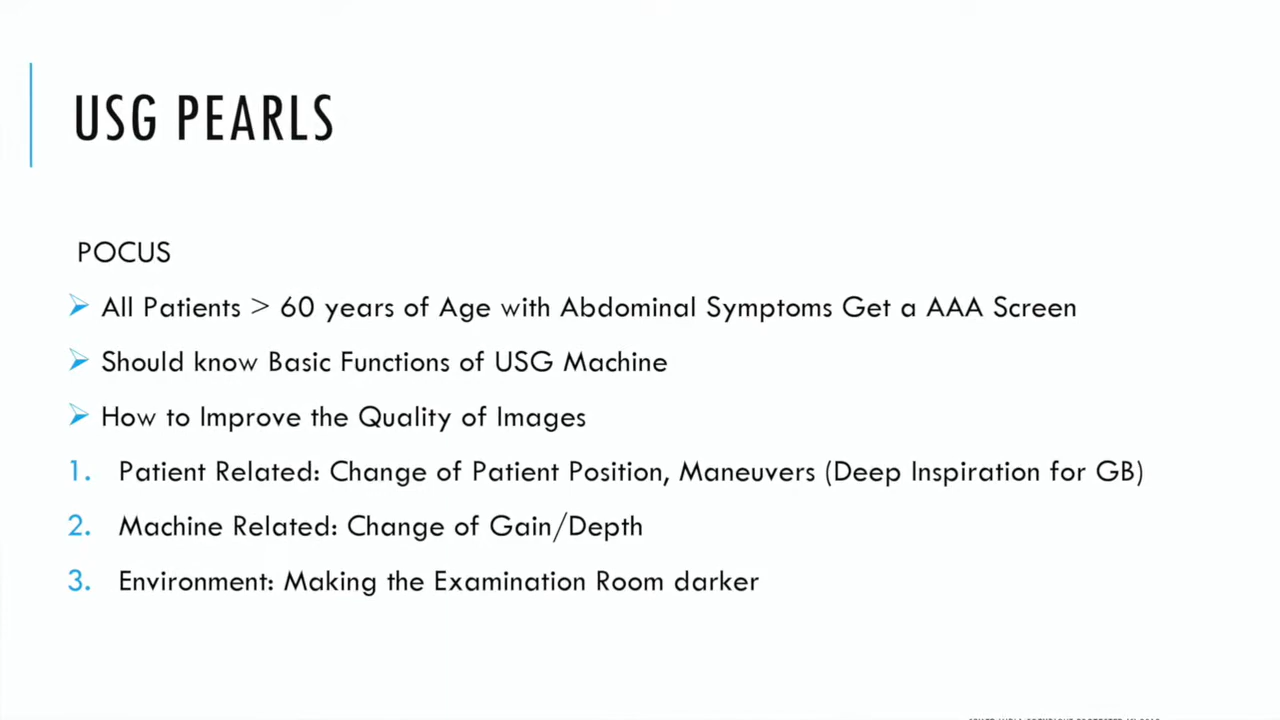 USG PEARLS
POCUS
All Patients > 60 years of Age with Abdominal Symptoms Get a AAA Screen
Should know Basic Functions of USG Machine
How to Improve the Quality of Images
1. Patient Related: Change of Patient Position, Maneuvers (Deep Inspiration for GB)
2. Machine Related: Change of Gain/Depth
3. Environment: Making the Examination Room darker